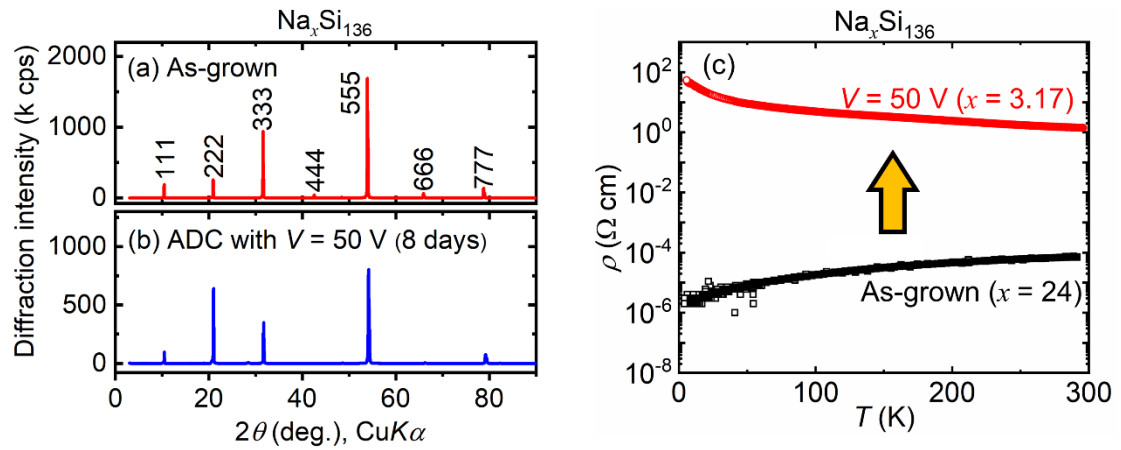 NaₓSi₁₃₆
(a) As-grown
2000
1000
0
111
222
333
444
555
666
777
(b) ADC with V = 50 V (8 days)
1000
500
0
Diffraction intensity (k cps)
0 20 40 60 80
2θ (deg.), CuKα
NaₓSi₁₃₆
(c)
10²
10⁰
10⁻²
10⁻⁴
10⁻⁶
10⁻⁸
ρ (Ω cm)
V = 50 V (x = 3.17)
As-grown (x = 24)
0 100 200 300
T (K)